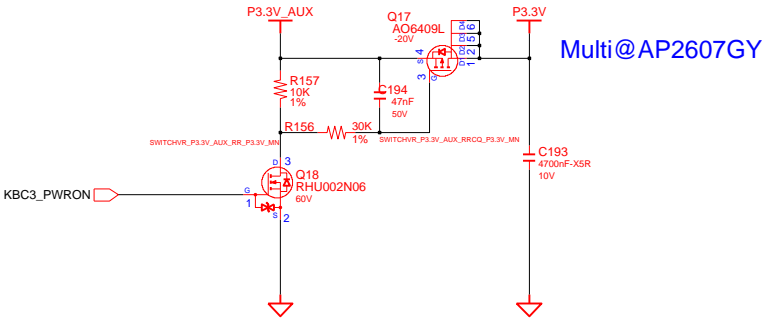 P3.3V_AUX
Q17
AO6409L
-20V
P3.3V
Multi@AP2607GY
D4
6
D3
5
D2
2
D1
1
S
4
3
G
R157
10K
1%
C194
47nF
50V
R156
30K
1%
SWITCHVR_P3.3V_AUX_RR_P3.3V_MN
SWITCHVR_P3.3V_AUX_RRCQ_P3.3V_MN
C193
4700nF-X5R
10V
D
3
Q18
RHU002N06
60V
KBC3_PWRON
G
1
S
2